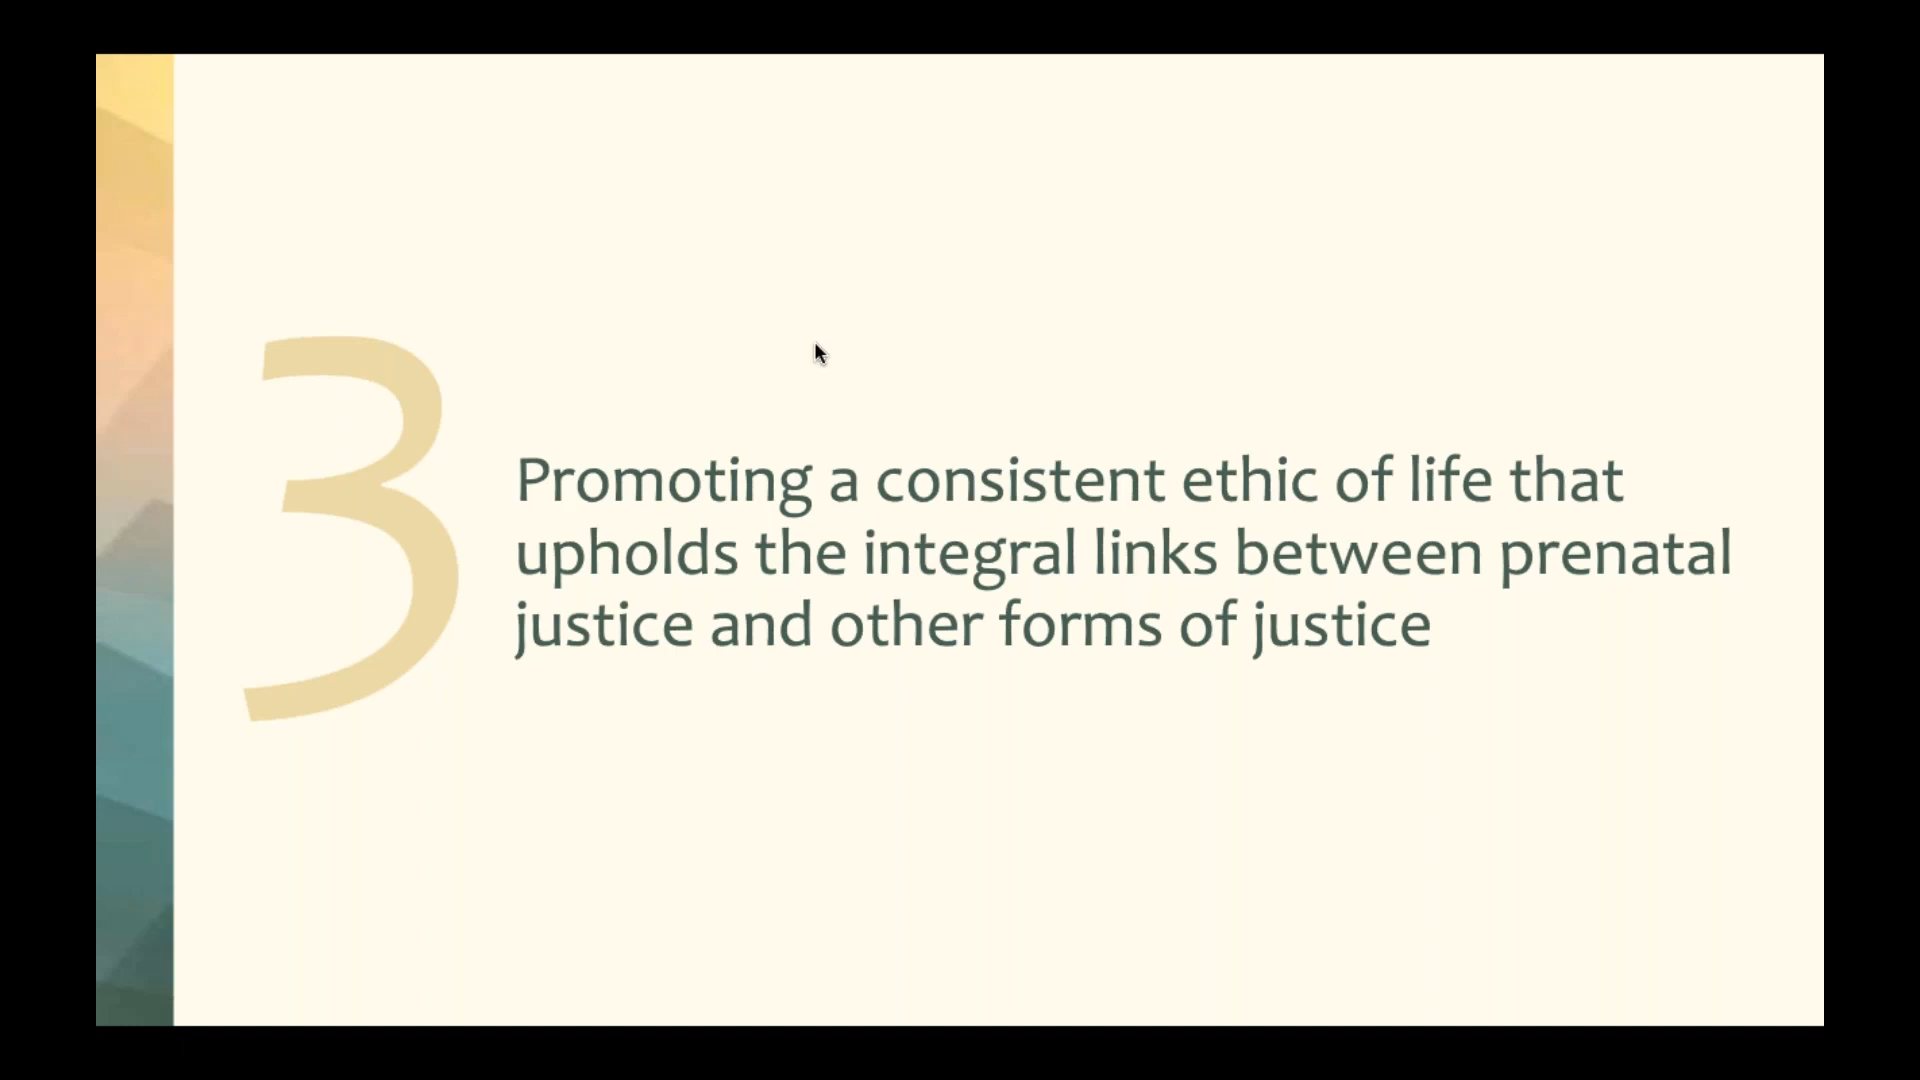 3
Promoting a consistent ethic of life that
upholds the integral links between prenatal
justice and other forms of justice